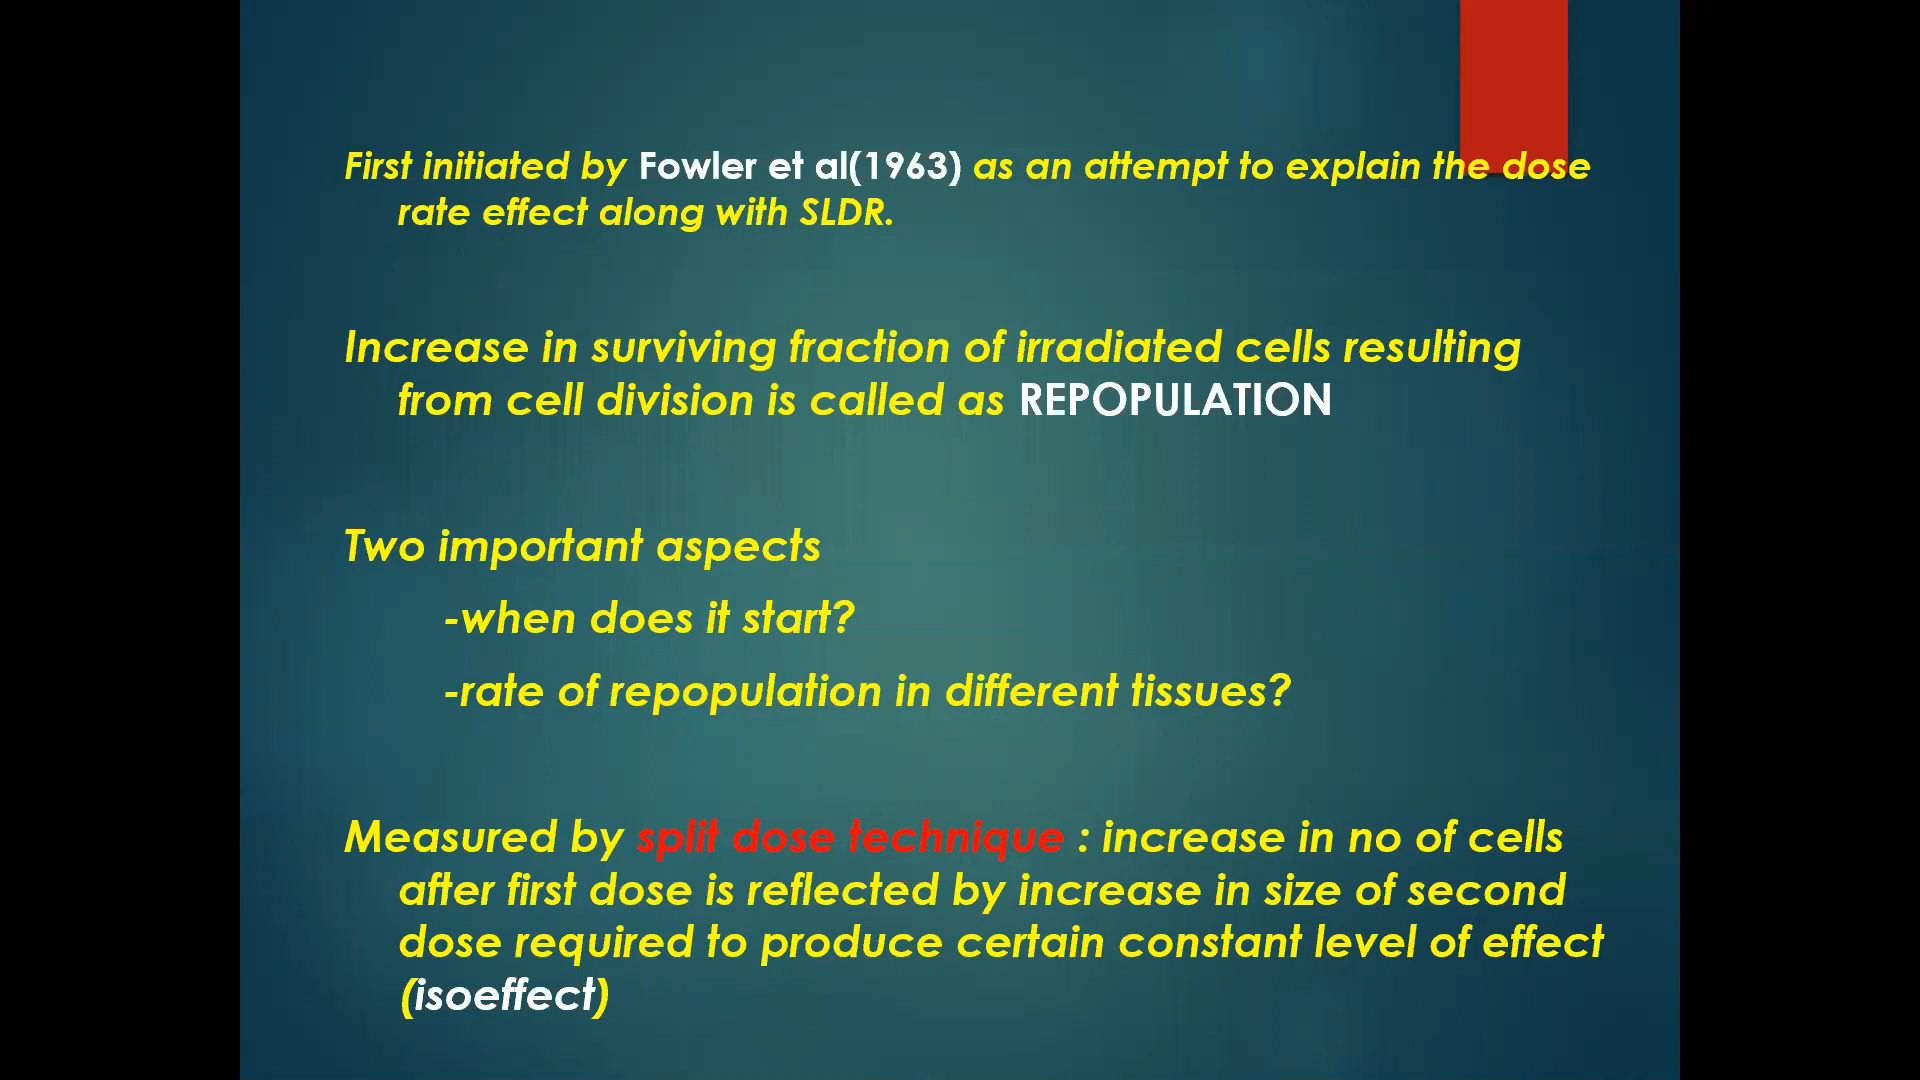 First initiated by Fowler et al(1963) as an attempt to explain the dose
rate effect along with SLDR.
Increase in surviving fraction of irradiated cells resulting
from cell division is called as REPOPULATION
Two important aspects
-when does it start?
-rate of repopulation in different tissues?
Measured by split dose technique : increase in no of cells
after first dose is reflected by increase in size of second
dose required to produce certain constant level of effect
(isoeffect)